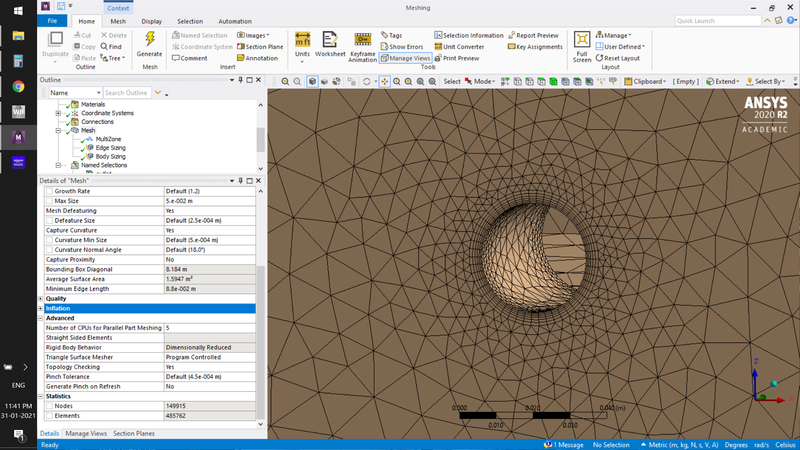 Context
Meshing
File
Home
Mesh
Display
Selection
Automation
Quick Launch
Duplicate
Cut
Copy
Paste
Delete
Find
Tree
Outline
Generate
Mesh
Named Selection
Coordinate System
Comment
Images
Section Plane
Annotation
Insert
Units
Worksheet
Keyframe Animation
Tags
Show Errors
Manage Views
Selection Information
Unit Converter
Print Preview
Report Preview
Key Assignments
Tools
Full Screen
Manage
User Defined
Reset Layout
Layout
Outline
Name
Search Outline
Select
Mode
Clipboard
[ Empty ]
Extend
Select By
Materials
Coordinate Systems
Connections
Mesh
MultiZone
Edge Sizing
Body Sizing
Named Selections
Details of "Mesh"
Growth Rate Default (1.2)
Max Size 5.e-002 m
Mesh Defeaturing Yes
Defeature Size Default (2.5e-004 m)
Capture Curvature Yes
Curvature Min Size Default (5.e-004 m)
Curvature Normal Angle Default (18.0°)
Capture Proximity No
Bounding Box Diagonal 8.184 m
Average Surface Area 1.5947 m²
Minimum Edge Length 8.8e-002 m
Quality
Inflation
Advanced
Number of CPUs for Parallel Part Meshing 5
Straight Sided Elements
Rigid Body Behavior Dimensionally Reduced
Triangle Surface Mesher Program Controlled
Topology Checking Yes
Pinch Tolerance Default (4.5e-004 m)
Generate Pinch on Refresh No
Statistics
Nodes 149915
Elements 485762
Details
Manage Views
Section Planes
ANSYS
2020 R2
ACADEMIC
0.000
0.020
0.040 (m)
0.010
0.030
Z
X
ENG
11:41 PM
31-01-2021
Ready
1 Message
No Selection
Metric (m, kg, N, s, V, A)
Degrees
rad/s
Celsius